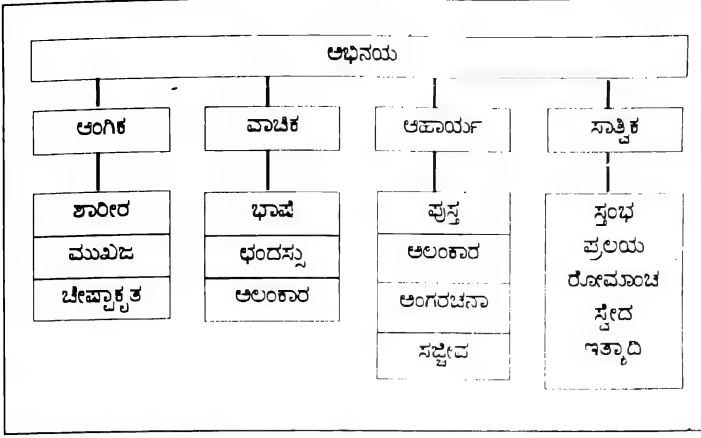 ಅಭಿನಯ
ಆಂಗಿಕ ವಾಚಿಕ ಆಹಾರ್ಯ ಸಾತ್ವಿಕ
ಶಾರೀರ ಭಾಷೆ ಪುಸ್ತ ಸ್ತಂಭ
ಮುಖಜ ಛಂದಸ್ಸು ಅಲಂಕಾರ ಪ್ರಲಯ
ಚೇಷ್ಟಾಕೃತ ಅಲಂಕಾರ ಅಂಗರಚನಾ ರೋಮಾಂಚ
ಸಜ್ಜೀವ ಸ್ವೇದ
ಇತ್ಯಾದಿ